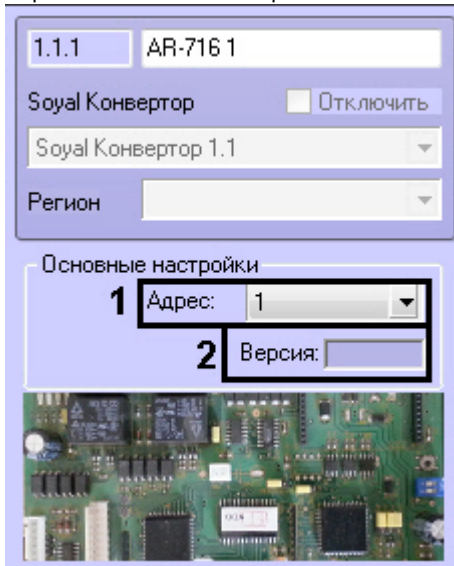 1.1.1 AR-716 1
Soyal Конвертор Отключить
Soyal Конвертор 1.1
Регион
Основные настройки
1 Адрес: 1
2 Версия: